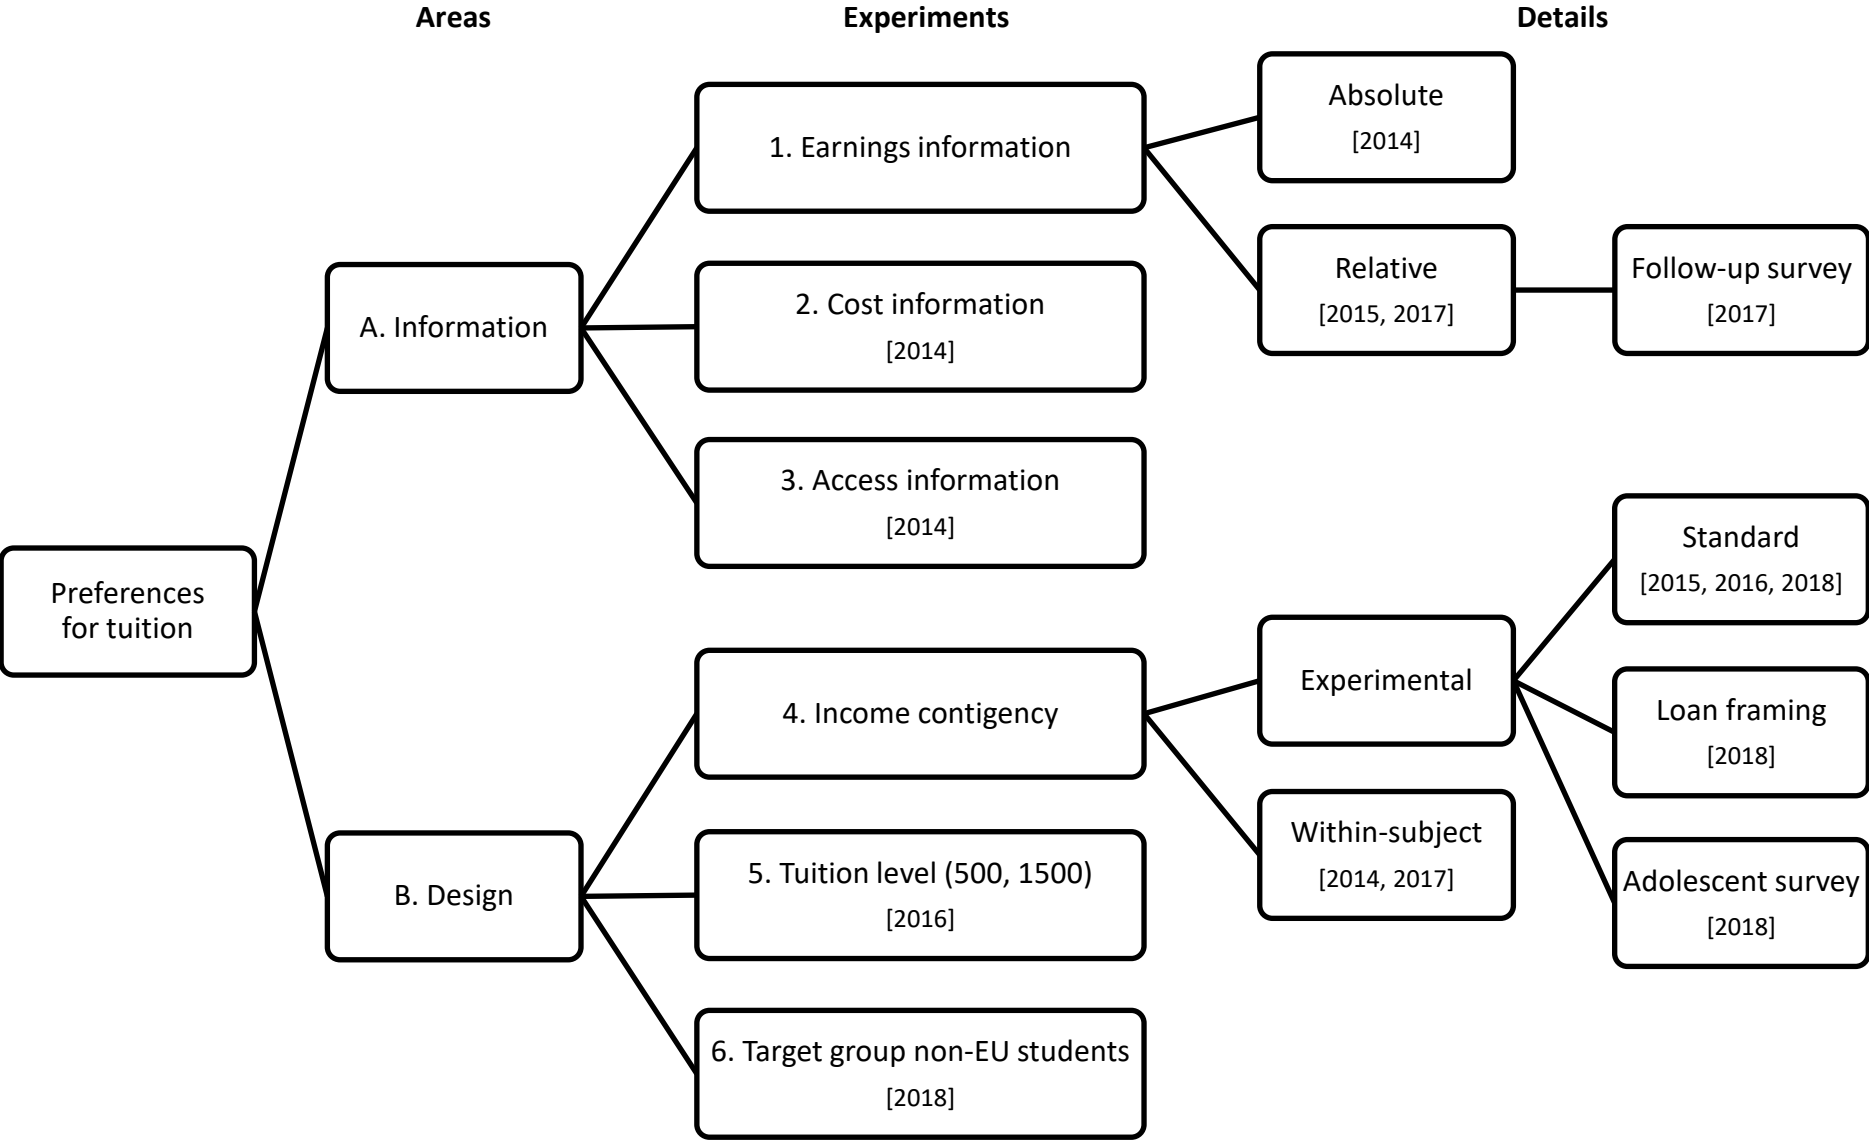 Areas
Experiments
Details
Preferences
for tuition
A. Information
1. Earnings information
Absolute
[2014]
Relative
[2015, 2017]
Follow-up survey
[2017]
2. Cost information
[2014]
3. Access information
[2014]
B. Design
4. Income contigency
Experimental
Standard
[2015, 2016, 2018]
Loan framing
[2018]
Adolescent survey
[2018]
Within-subject
[2014, 2017]
5. Tuition level (500, 1500)
[2016]
6. Target group non-EU students
[2018]